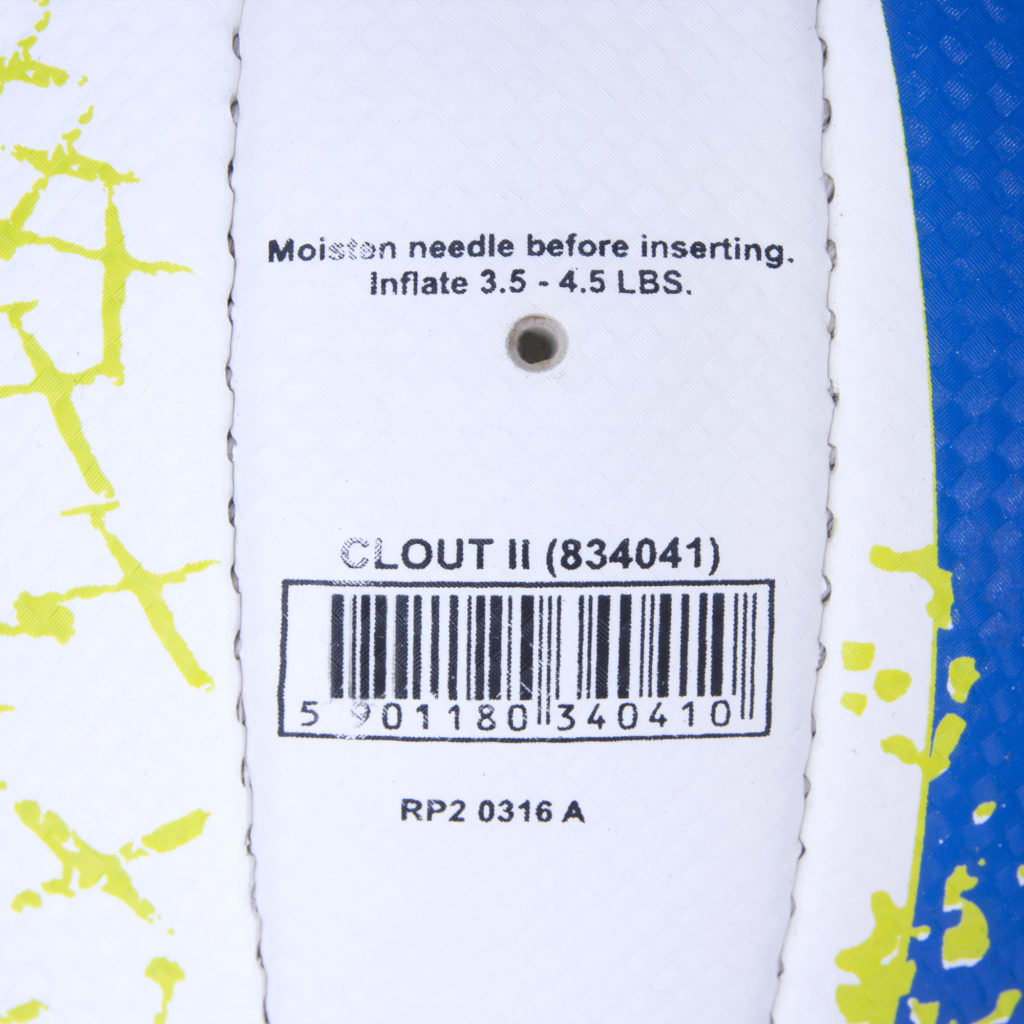 Moisten needle before inserting.
Inflate 3.5 - 4.5 LBS.
CLOUT II (834041)
5 901180 340410
RP2 0316 A